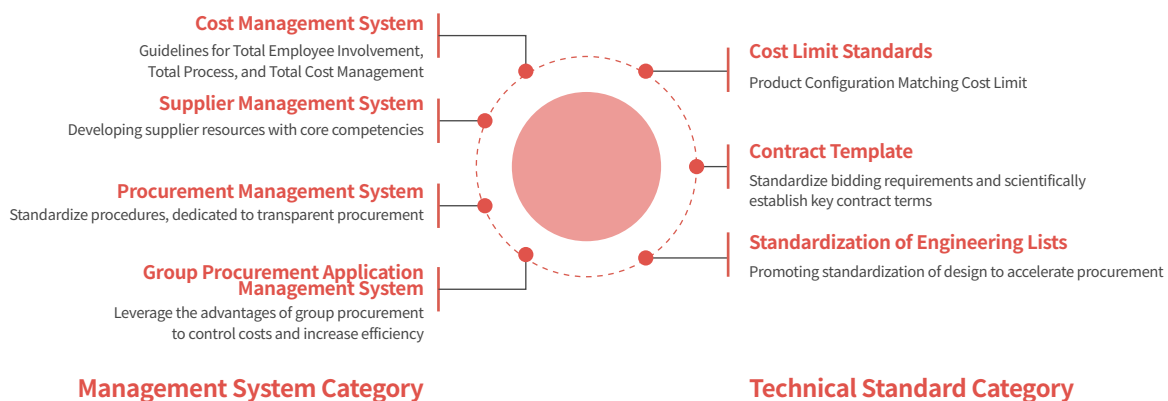 Cost Management System
Guidelines for Total Employee Involvement,
Total Process, and Total Cost Management
Supplier Management System
Developing supplier resources with core competencies
Procurement Management System
Standardize procedures, dedicated to transparent procurement
Group Procurement Application
Management System
Leverage the advantages of group procurement
to control costs and increase efficiency
Management System Category
Cost Limit Standards
Product Configuration Matching Cost Limit
Contract Template
Standardize bidding requirements and scientifically
establish key contract terms
Standardization of Engineering Lists
Promoting standardization of design to accelerate procurement
Technical Standard Category